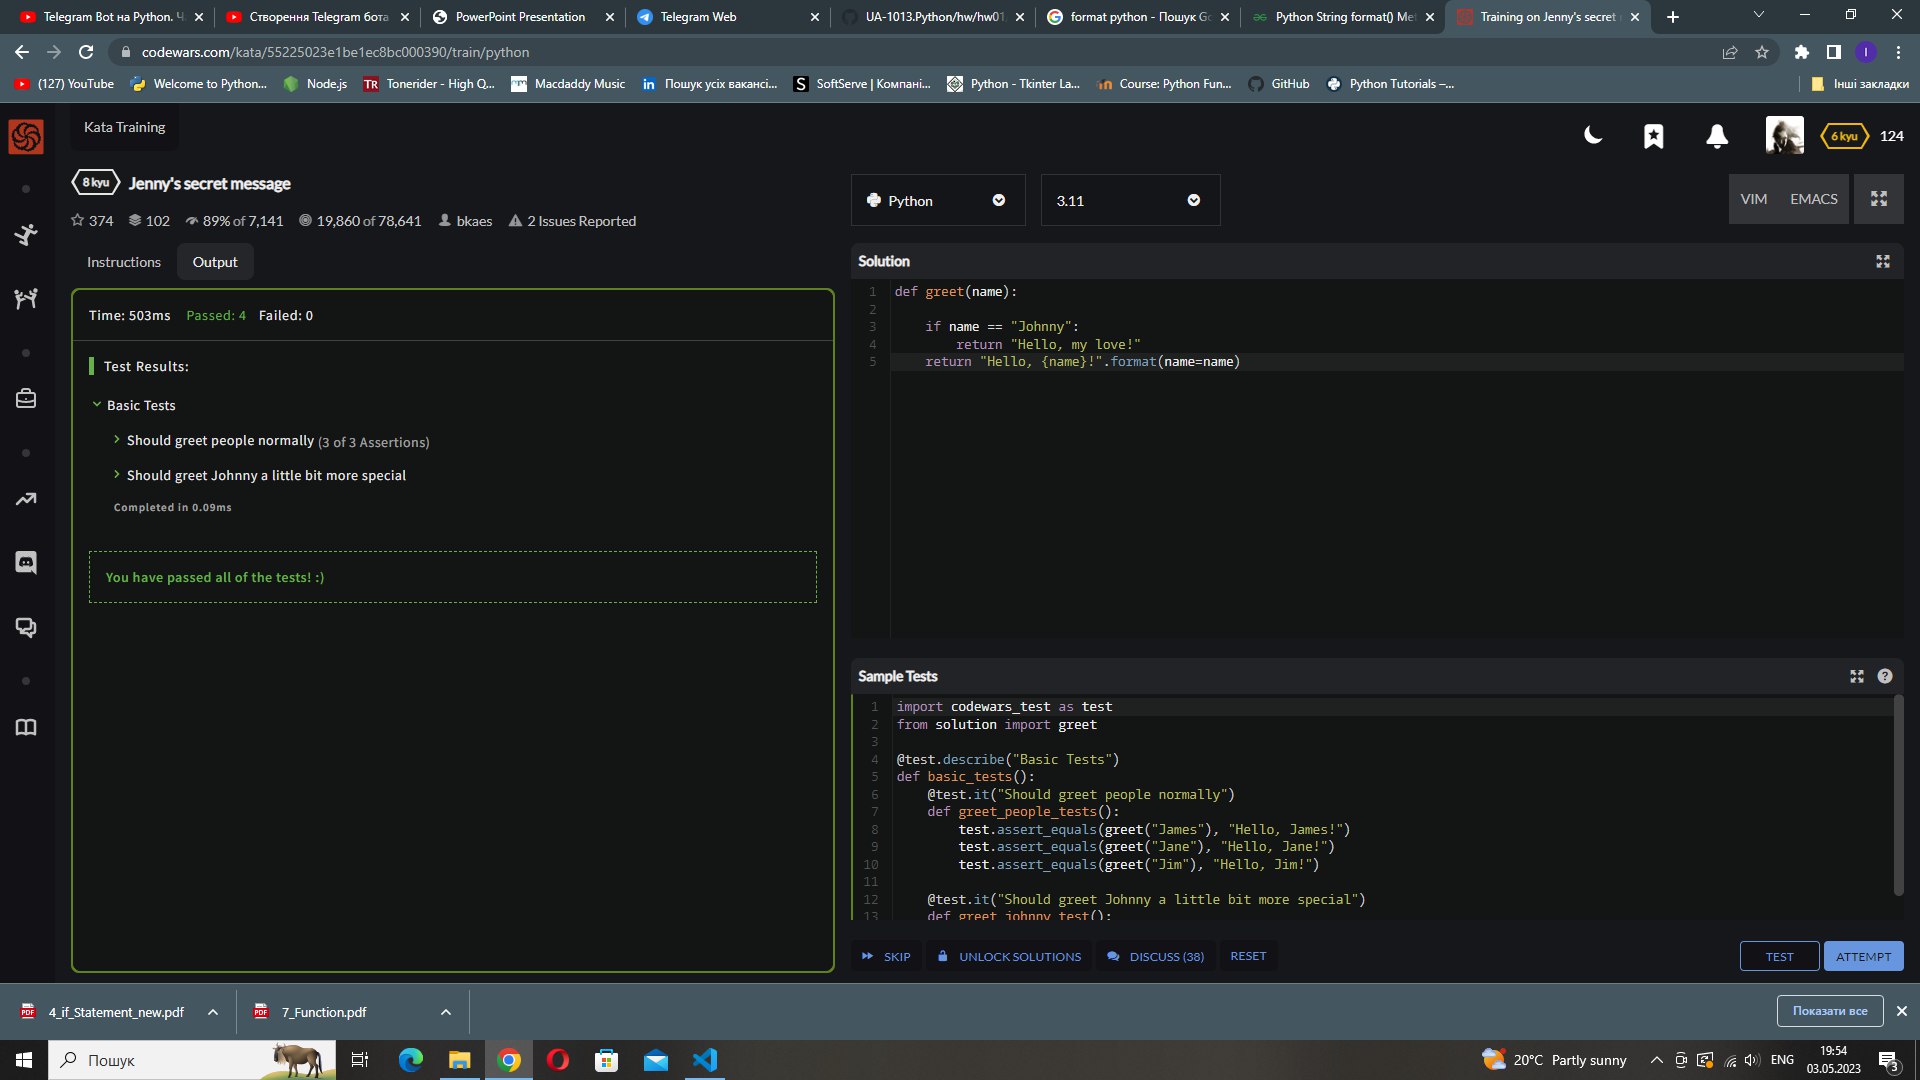 Telegram Bot на Python. Ч
Створення Telegram бота
PowerPoint Presentation
Telegram Web
UA-1013.Python/hw/hw01
format python - Пошук Go
Python String format() Met
Training on Jenny's secret
codewars.com/kata/55225023e1be1ec8bc000390/train/python
(127) YouTube
Welcome to Python...
Node.js
TR Tonerider - High Q...
Macdaddy Music
in Пошук усіх вакансі...
S SoftServe | Компані...
Python - Tkinter La...
Course: Python Fun...
GitHub
Python Tutorials –...
Інші закладки
Kata Training
6 kyu 124
8 kyu Jenny's secret message
374 102 89% of 7,141 19,860 of 78,641 bkaes 2 Issues Reported
Python
3.11
VIM EMACS
Instructions Output
Time: 503ms Passed: 4 Failed: 0
Test Results:
Basic Tests
Should greet people normally (3 of 3 Assertions)
Should greet Johnny a little bit more special
Completed in 0.09ms
You have passed all of the tests! :)
Solution
1 def greet(name):
2
3 if name == "Johnny":
4 return "Hello, my love!"
5 return "Hello, {name}!".format(name=name)
Sample Tests
1 import codewars_test as test
2 from solution import greet
3
4 @test.describe("Basic Tests")
5 def basic_tests():
6 @test.it("Should greet people normally")
7 def greet_people_tests():
8 test.assert_equals(greet("James"), "Hello, James!")
9 test.assert_equals(greet("Jane"), "Hello, Jane!")
10 test.assert_equals(greet("Jim"), "Hello, Jim!")
11
12 @test.it("Should greet Johnny a little bit more special")
13 def greet_johnny_test():
SKIP UNLOCK SOLUTIONS DISCUSS (38) RESET
TEST ATTEMPT
4_if_Statement_new.pdf
7_Function.pdf
Показати все
Пошук
20°C Partly sunny
ENG
19:54
03.05.2023
3